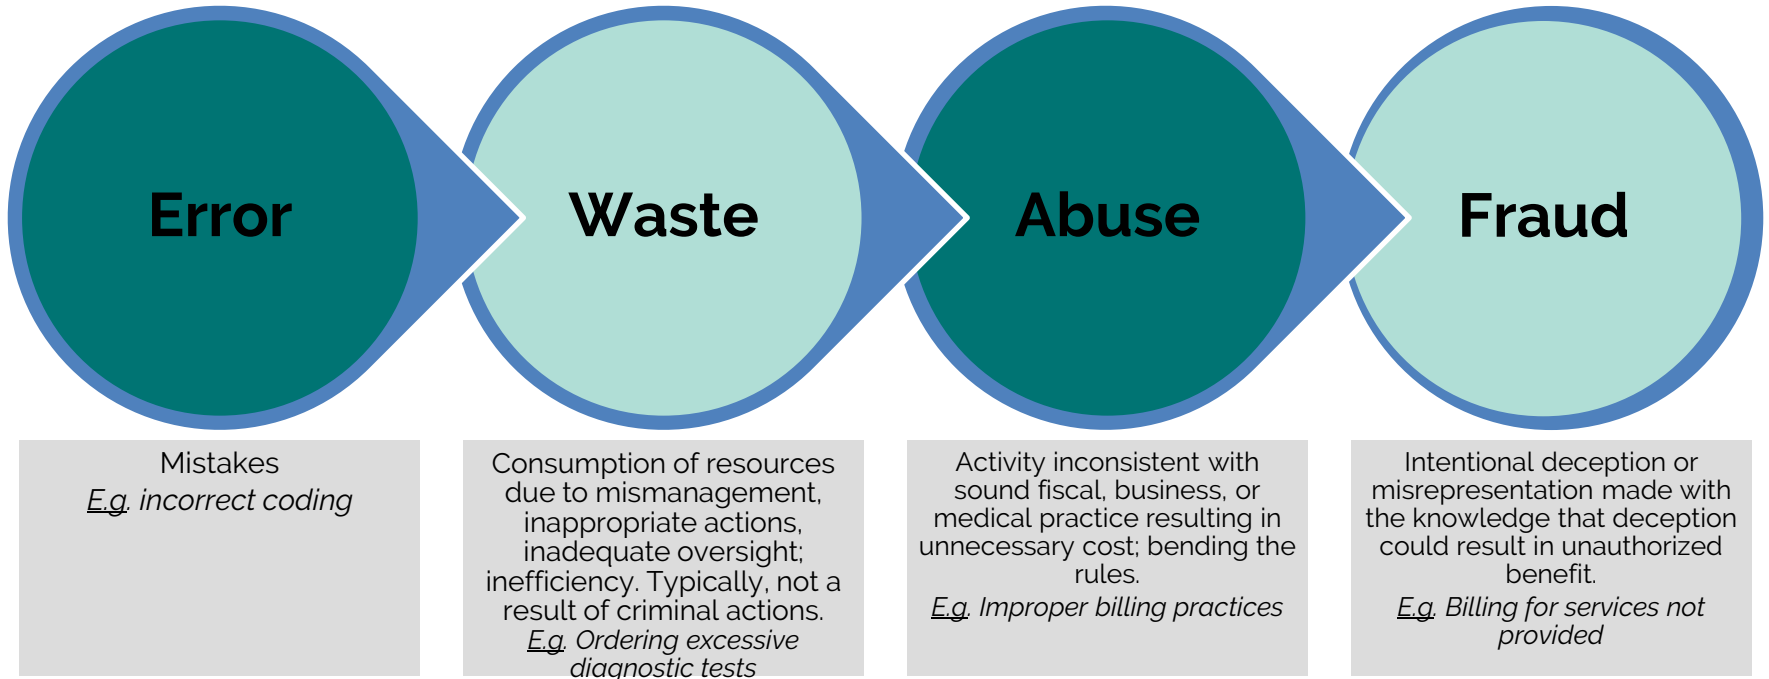 Error
Waste
Abuse
Fraud
Mistakes
E.g. incorrect coding
Consumption of resources
due to mismanagement,
inappropriate actions,
inadequate oversight;
inefficiency. Typically, not a
result of criminal actions.
E.g. Ordering excessive
diagnostic tests
Activity inconsistent with
sound fiscal, business, or
medical practice resulting in
unnecessary cost; bending the
rules.
E.g. Improper billing practices
Intentional deception or
misrepresentation made with
the knowledge that deception
could result in unauthorized
benefit.
E.g. Billing for services not
provided